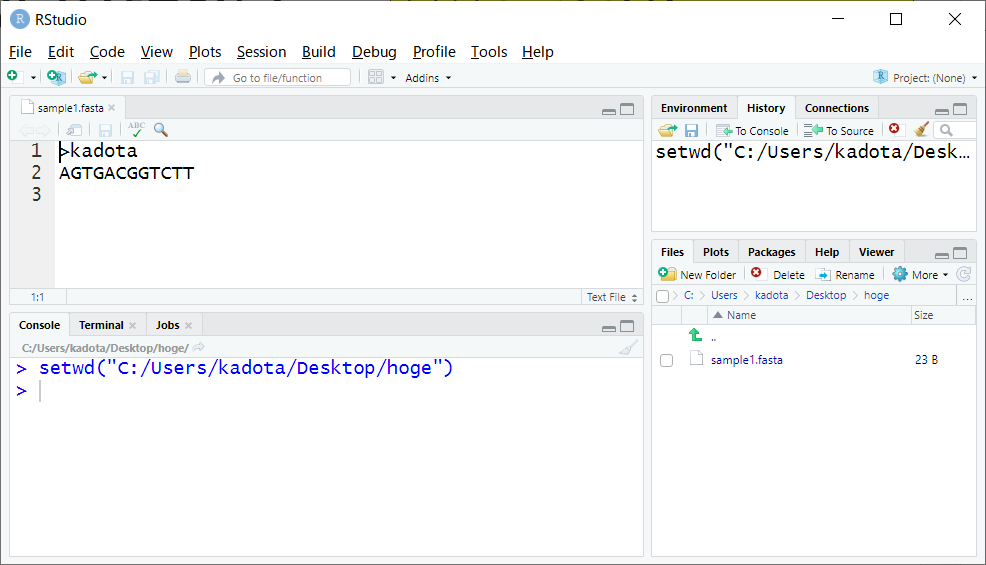 RStudio
File Edit Code View Plots Session Build Debug Profile Tools Help
Go to file/function Addins Project: (None)
sample1.fasta
ABC
1 >kadota
2 AGTGACGGTCTT
3
1:1 Text File
Console Terminal Jobs
C:/Users/kadota/Desktop/hoge/
> setwd("C:/Users/kadota/Desktop/hoge")
>
Environment History Connections
To Console To Source
setwd("C:/Users/kadota/Desk…
Files Plots Packages Help Viewer
New Folder Delete Rename More
C: Users kadota Desktop hoge ...
Name Size
..
sample1.fasta 23 B